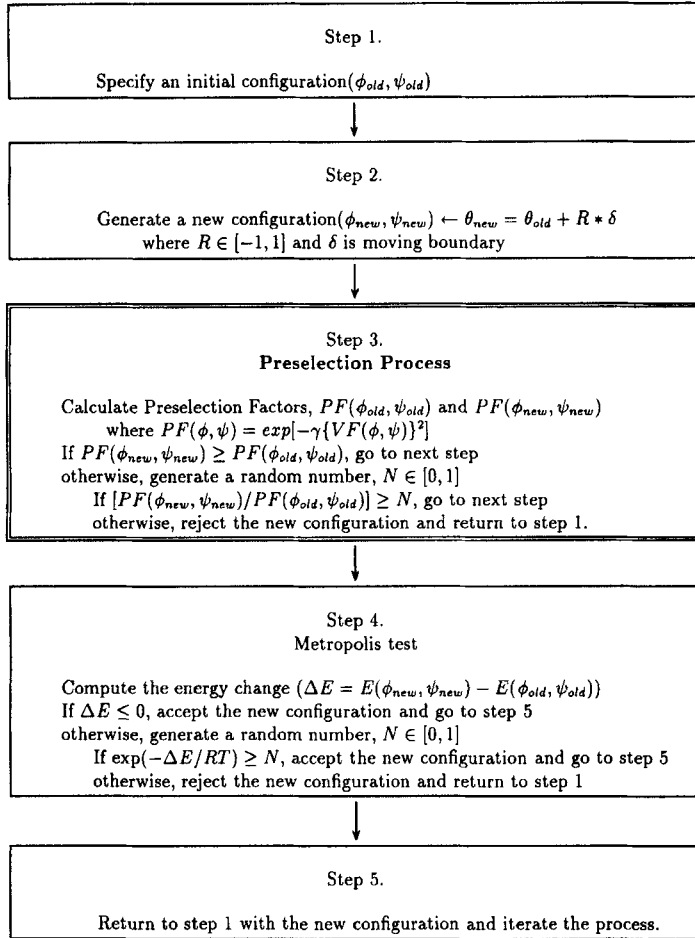 Step 1.
Specify an initial configuration(ϕ_old, ψ_old)
Step 2.
Generate a new configuration(ϕ_new, ψ_new) ← θ_new = θ_old + R * δ
where R ∈ [−1, 1] and δ is moving boundary
Step 3.
Preselection Process
Calculate Preselection Factors, PF(ϕ_old, ψ_old) and PF(ϕ_new, ψ_new)
where PF(ϕ, ψ) = exp[−γ{VF(ϕ, ψ)}²]
If PF(ϕ_new, ψ_new) ≥ PF(ϕ_old, ψ_old), go to next step
otherwise, generate a random number, N ∈ [0, 1]
If [PF(ϕ_new, ψ_new)/PF(ϕ_old, ψ_old)] ≥ N, go to next step
otherwise, reject the new configuration and return to step 1.
Step 4.
Metropolis test
Compute the energy change (ΔE = E(ϕ_new, ψ_new) − E(ϕ_old, ψ_old))
If ΔE ≤ 0, accept the new configuration and go to step 5
otherwise, generate a random number, N ∈ [0, 1]
If exp(−ΔE/RT) ≥ N, accept the new configuration and go to step 5
otherwise, reject the new configuration and return to step 1
Step 5.
Return to step 1 with the new configuration and iterate the process.